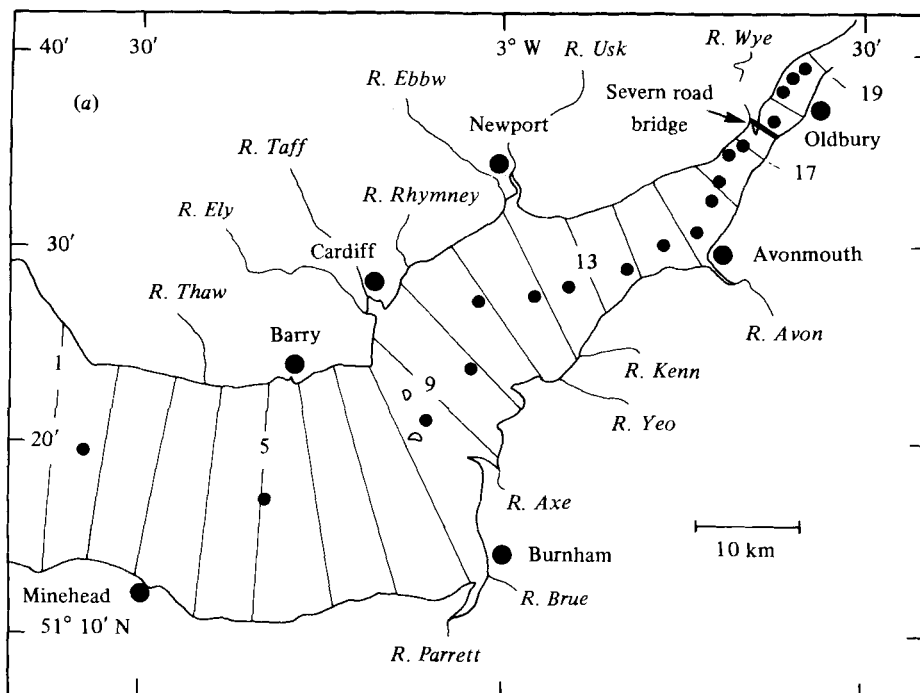 40′
30′
3° W
R. Usk
R. Wye
30′
R. Ebbw
(a)
19
Severn road
bridge
Newport
Oldbury
R. Taff
17
R. Rhymney
R. Ely
30′
Cardiff
13
Avonmouth
R. Thaw
Barry
R. Avon
1
9
R. Kenn
R. Yeo
20′
5
R. Axe
10 km
Burnham
Minehead
R. Brue
51° 10′ N
R. Parrett